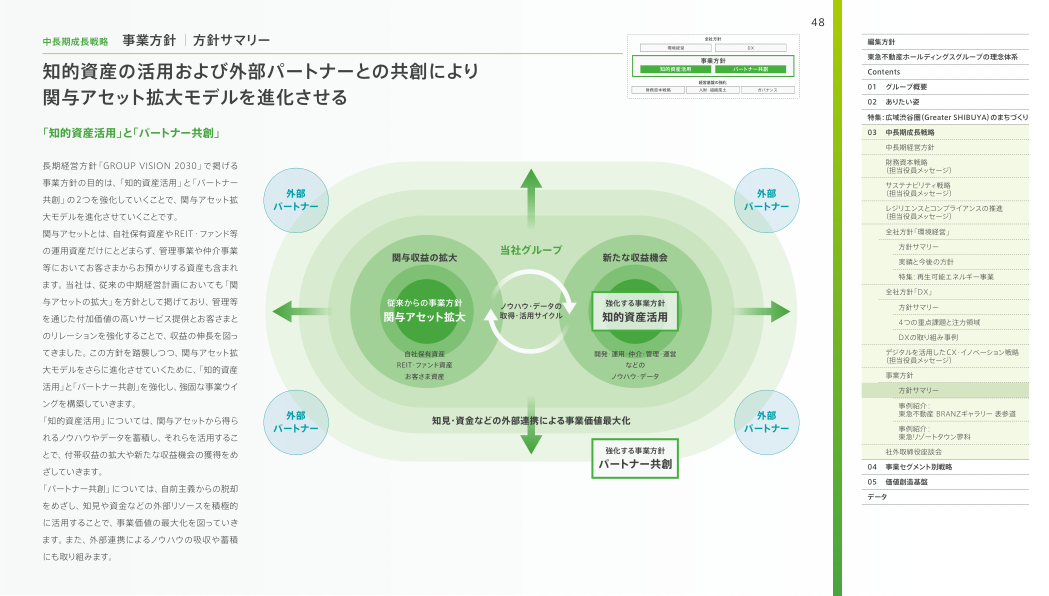 48
中長期成長戦略 事業方針｜方針サマリー
知的資産の活用および外部パートナーとの共創により
関与アセット拡大モデルを進化させる
全社方針
環境経営 DX
事業方針
知的資産活用 パートナー共創
経営基盤の強化
財務資本戦略 人財・組織風土 ガバナンス
「知的資産活用」と「パートナー共創」
長期経営方針「GROUP VISION 2030」で掲げる
事業方針の目的は、「知的資産活用」と「パートナー
共創」の2つを強化していくことで、関与アセット拡
大モデルを進化させていくことです。
関与アセットとは、自社保有資産やREIT・ファンド等
の運用資産だけにとどまらず、管理事業や仲介事業
等においてお客さまからお預かりする資産も含まれ
ます。当社は、従来の中期経営計画においても「関
与アセットの拡大」を方針として掲げており、管理等
を通じた付加価値の高いサービス提供とお客さまと
のリレーションを強化することで、収益の伸長を図っ
てきました。この方針を踏襲しつつ、関与アセット拡
大モデルをさらに進化させていくために、「知的資産
活用」と「パートナー共創」を強化し、強固な事業ウイ
ングを構築していきます。
「知的資産活用」については、関与アセットから得ら
れるノウハウやデータを蓄積し、それらを活用するこ
とで、付帯収益の拡大や新たな収益機会の獲得をめ
ざしていきます。
「パートナー共創」については、自前主義からの脱却
をめざし、知見や資金などの外部リソースを積極的
に活用することで、事業価値の最大化を図っていき
ます。また、外部連携によるノウハウの吸収や蓄積
にも取り組みます。
外部
パートナー
外部
パートナー
当社グループ
関与収益の拡大
新たな収益機会
従来からの事業方針
関与アセット拡大
ノウハウ・データの
取得・活用サイクル
強化する事業方針
知的資産活用
自社保有資産
REIT・ファンド資産
お客さま資産
開発・運用・仲介・管理・運営
などの
ノウハウ・データ
外部
パートナー
知見・資金などの外部連携による事業価値最大化
外部
パートナー
強化する事業方針
パートナー共創
編集方針
東急不動産ホールディングスグループの理念体系
Contents
01 グループ概要
02 ありたい姿
特集：広域渋谷圏（Greater SHIBUYA）のまちづくり
03 中長期成長戦略
中長期経営方針
財務資本戦略
（担当役員メッセージ）
サステナビリティ戦略
（担当役員メッセージ）
レジリエンスとコンプライアンスの推進
（担当役員メッセージ）
全社方針「環境経営」
方針サマリー
実績と今後の方針
特集：再生可能エネルギー事業
全社方針「DX」
方針サマリー
4つの重点課題と注力領域
DXの取り組み事例
デジタルを活用したCX・イノベーション戦略
（担当役員メッセージ）
事業方針
方針サマリー
事例紹介：
東急不動産 BRANZギャラリー 表参道
事例紹介：
東急リゾートタウン蓼科
社外取締役座談会
04 事業セグメント別戦略
05 価値創造基盤
データ